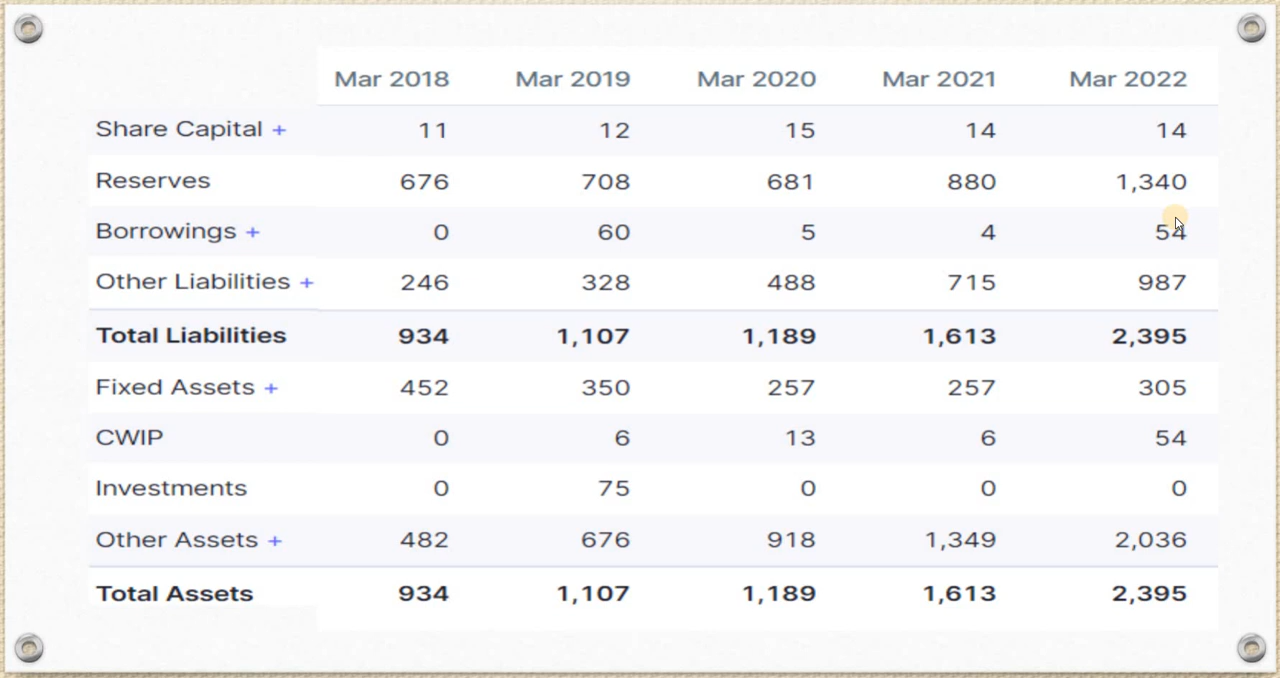 Mar 2018 Mar 2019 Mar 2020 Mar 2021 Mar 2022
Share Capital + 11 12 15 14 14
Reserves 676 708 681 880 1,340
Borrowings + 0 60 5 4 54
Other Liabilities + 246 328 488 715 987
Total Liabilities 934 1,107 1,189 1,613 2,395
Fixed Assets + 452 350 257 257 305
CWIP 0 6 13 6 54
Investments 0 75 0 0 0
Other Assets + 482 676 918 1,349 2,036
Total Assets 934 1,107 1,189 1,613 2,395